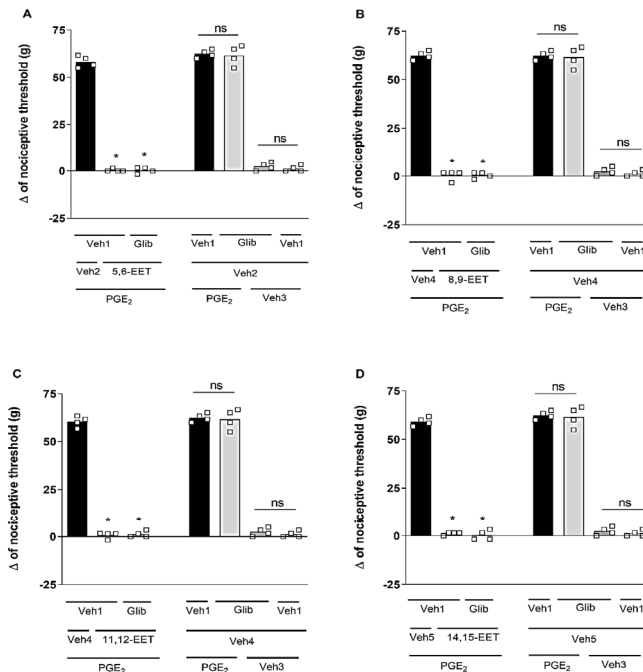 A
Δ of nociceptive threshold (g)
75
50
25
0
-25
ns
ns
* *
Veh1 Glib Veh1 Glib Veh1
Veh2 5,6-EET Veh2
PGE2 PGE2 Veh3
B
Δ of nociceptive threshold (g)
75
50
25
0
-25
ns
ns
* *
Veh1 Glib Veh1 Glib Veh1
Veh4 8,9-EET Veh4
PGE2 PGE2 Veh3
C
Δ of nociceptive threshold (g)
75
50
25
0
-25
ns
ns
* *
Veh1 Glib Veh1 Glib Veh1
Veh4 11,12-EET Veh4
PGE2 PGE2 Veh3
D
Δ of nociceptive threshold (g)
75
50
25
0
-25
ns
ns
* *
Veh1 Glib Veh1 Glib Veh1
Veh5 14,15-EET Veh5
PGE2 PGE2 Veh3